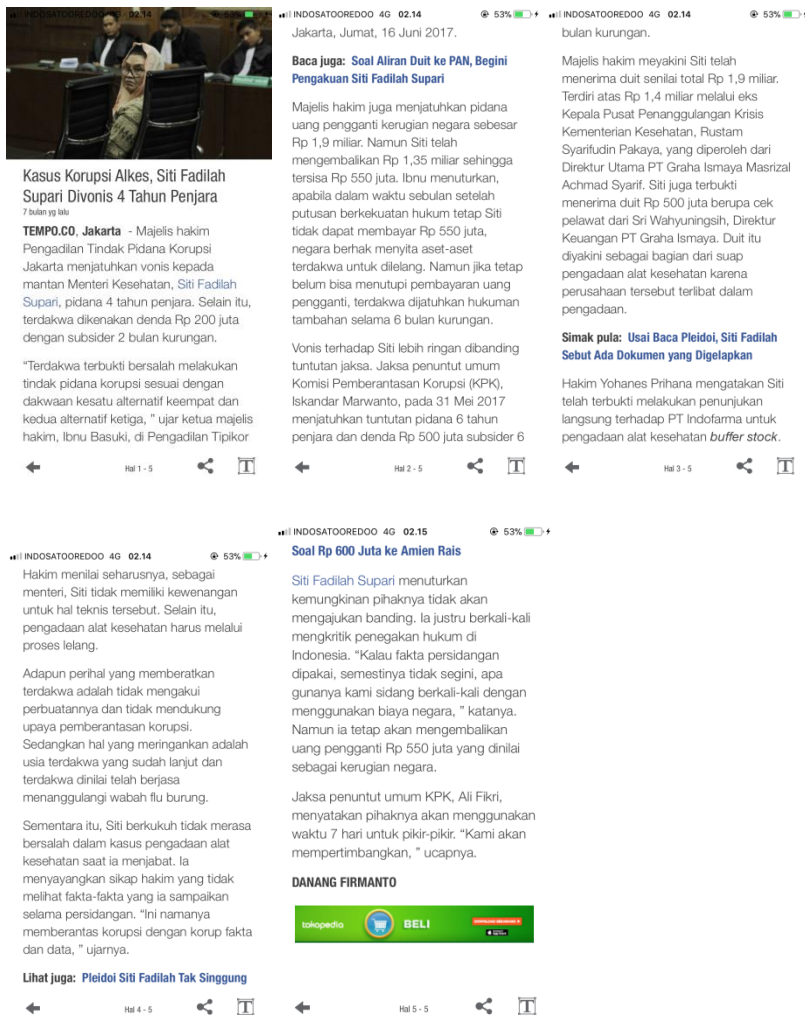 INDOSATOOREDOO 4G 02.14 53%
Kasus Korupsi Alkes, Siti Fadilah
Supari Divonis 4 Tahun Penjara
7 bulan yg lalu
TEMPO.CO, Jakarta - Majelis hakim
Pengadilan Tindak Pidana Korupsi
Jakarta menjatuhkan vonis kepada
mantan Menteri Kesehatan, Siti Fadilah
Supari, pidana 4 tahun penjara. Selain itu,
terdakwa dikenakan denda Rp 200 juta
dengan subsider 2 bulan kurungan.
“Terdakwa terbukti bersalah melakukan
tindak pidana korupsi sesuai dengan
dakwaan kesatu alternatif keempat dan
kedua alternatif ketiga, ” ujar ketua majelis
hakim, Ibnu Basuki, di Pengadilan Tipikor
Hal 1 - 5
INDOSATOOREDOO 4G 02.14 53%
Jakarta, Jumat, 16 Juni 2017.
Baca juga: Soal Aliran Duit ke PAN, Begini
Pengakuan Siti Fadilah Supari
Majelis hakim juga menjatuhkan pidana
uang pengganti kerugian negara sebesar
Rp 1,9 miliar. Namun Siti telah
mengembalikan Rp 1,35 miliar sehingga
tersisa Rp 550 juta. Ibnu menuturkan,
apabila dalam waktu sebulan setelah
putusan berkekuatan hukum tetap Siti
tidak dapat membayar Rp 550 juta,
negara berhak menyita aset-aset
terdakwa untuk dilelang. Namun jika tetap
belum bisa menutupi pembayaran uang
pengganti, terdakwa dijatuhkan hukuman
tambahan selama 6 bulan kurungan.
Vonis terhadap Siti lebih ringan dibanding
tuntutan jaksa. Jaksa penuntut umum
Komisi Pemberantasan Korupsi (KPK),
Iskandar Marwanto, pada 31 Mei 2017
menjatuhkan tuntutan pidana 6 tahun
penjara dan denda Rp 500 juta subsider 6
Hal 2 - 5
INDOSATOOREDOO 4G 02.14 53%
bulan kurungan.
Majelis hakim meyakini Siti telah
menerima duit senilai total Rp 1,9 miliar.
Terdiri atas Rp 1,4 miliar melalui eks
Kepala Pusat Penanggulangan Krisis
Kementerian Kesehatan, Rustam
Syarifudin Pakaya, yang diperoleh dari
Direktur Utama PT Graha Ismaya Masrizal
Achmad Syarif. Siti juga terbukti
menerima duit Rp 500 juta berupa cek
pelawat dari Sri Wahyuningsih, Direktur
Keuangan PT Graha Ismaya. Duit itu
diyakini sebagai bagian dari suap
pengadaan alat kesehatan karena
perusahaan tersebut terlibat dalam
pengadaan.
Simak pula: Usai Baca Pleidoi, Siti Fadilah
Sebut Ada Dokumen yang Digelapkan
Hakim Yohanes Prihana mengatakan Siti
telah terbukti melakukan penunjukan
langsung terhadap PT Indofarma untuk
pengadaan alat kesehatan buffer stock.
Hal 3 - 5
INDOSATOOREDOO 4G 02.14 53%
Hakim menilai seharusnya, sebagai
menteri, Siti tidak memiliki kewenangan
untuk hal teknis tersebut. Selain itu,
pengadaan alat kesehatan harus melalui
proses lelang.
Adapun perihal yang memberatkan
terdakwa adalah tidak mengakui
perbuatannya dan tidak mendukung
upaya pemberantasan korupsi.
Sedangkan hal yang meringankan adalah
usia terdakwa yang sudah lanjut dan
terdakwa dinilai telah berjasa
menanggulangi wabah flu burung.
Sementara itu, Siti berkukuh tidak merasa
bersalah dalam kasus pengadaan alat
kesehatan saat ia menjabat. Ia
menyayangkan sikap hakim yang tidak
melihat fakta-fakta yang ia sampaikan
selama persidangan. “Ini namanya
memberantas korupsi dengan korup fakta
dan data, ” ujarnya.
Lihat juga: Pleidoi Siti Fadilah Tak Singgung
Hal 4 - 5
INDOSATOOREDOO 4G 02.15 53%
Soal Rp 600 Juta ke Amien Rais
Siti Fadilah Supari menuturkan
kemungkinan pihaknya tidak akan
mengajukan banding. Ia justru berkali-kali
mengkritik penegakan hukum di
Indonesia. “Kalau fakta persidangan
dipakai, semestinya tidak segini, apa
gunanya kami sidang berkali-kali dengan
menggunakan biaya negara, ” katanya.
Namun ia tetap akan mengembalikan
uang pengganti Rp 550 juta yang dinilai
sebagai kerugian negara.
Jaksa penuntut umum KPK, Ali Fikri,
menyatakan pihaknya akan menggunakan
waktu 7 hari untuk pikir-pikir. “Kami akan
mempertimbangkan, ” ucapnya.
DANANG FIRMANTO
tokopedia BELI
Hal 5 - 5